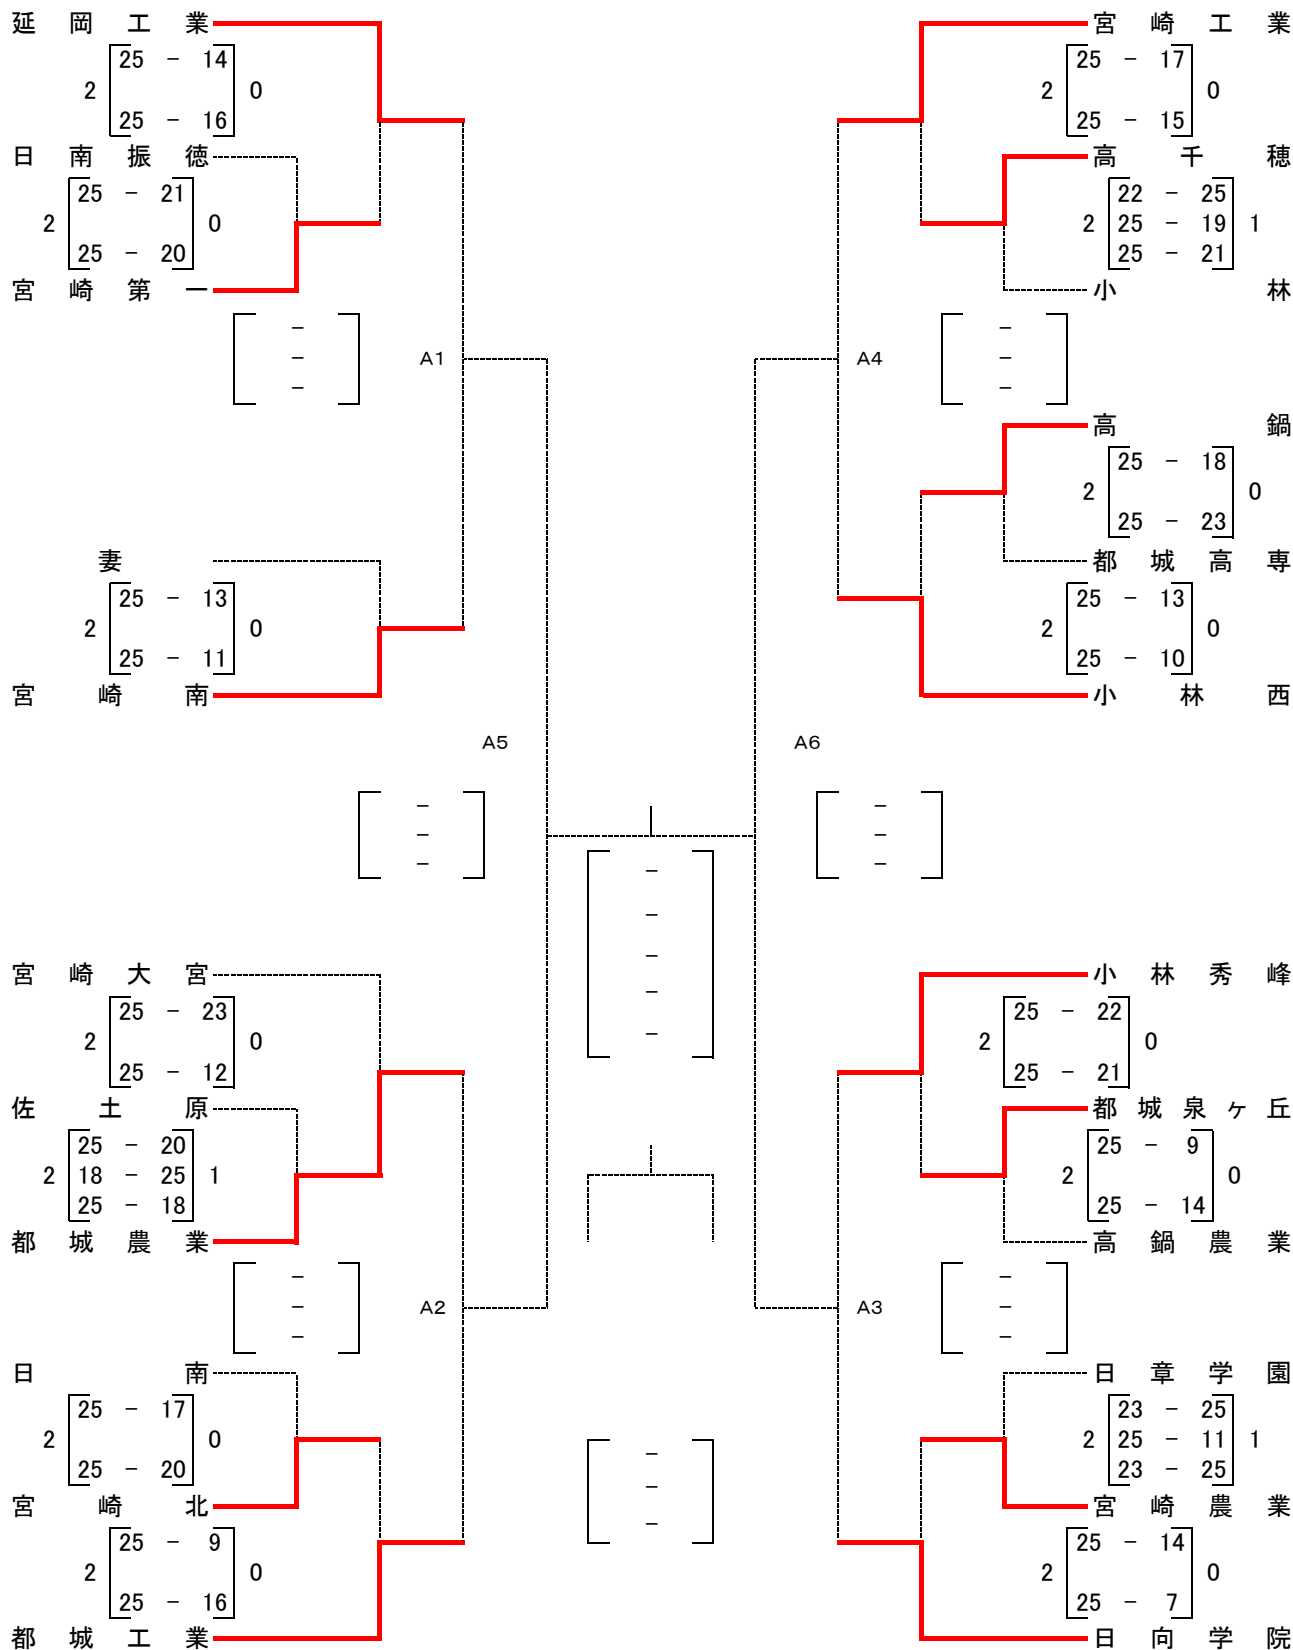 延岡工業
25 － 14
2 0
25 － 16
日南振徳
25 － 21
2 0
25 － 20
宮崎第一
－
－ A1
－
妻
25 － 13
2 0
25 － 11
宮崎南
A5
－
－
－
宮崎大宮
25 － 23
2 0
25 － 12
佐土原
25 － 20
2 18 － 25 1
25 － 18
都城農業
－
－ A2
－
日南
25 － 17
2 0
25 － 20
宮崎北
25 － 9
2 0
25 － 16
都城工業
－
－
－
－
－
－
－
－
宮崎工業
25 － 17
2 0
25 － 15
高千穂
22 － 25
2 25 － 19 1
25 － 21
小林
－
A4 －
－
高鍋
25 － 18
2 0
25 － 23
都城高専
25 － 13
2 0
25 － 10
小林西
A6
－
－
－
小林秀峰
25 － 22
2 0
25 － 21
都城泉ヶ丘
25 － 9
2 0
25 － 14
高鍋農業
－
A3 －
－
日章学園
23 － 25
2 25 － 11 1
23 － 25
宮崎農業
25 － 14
2 0
25 － 7
日向学院